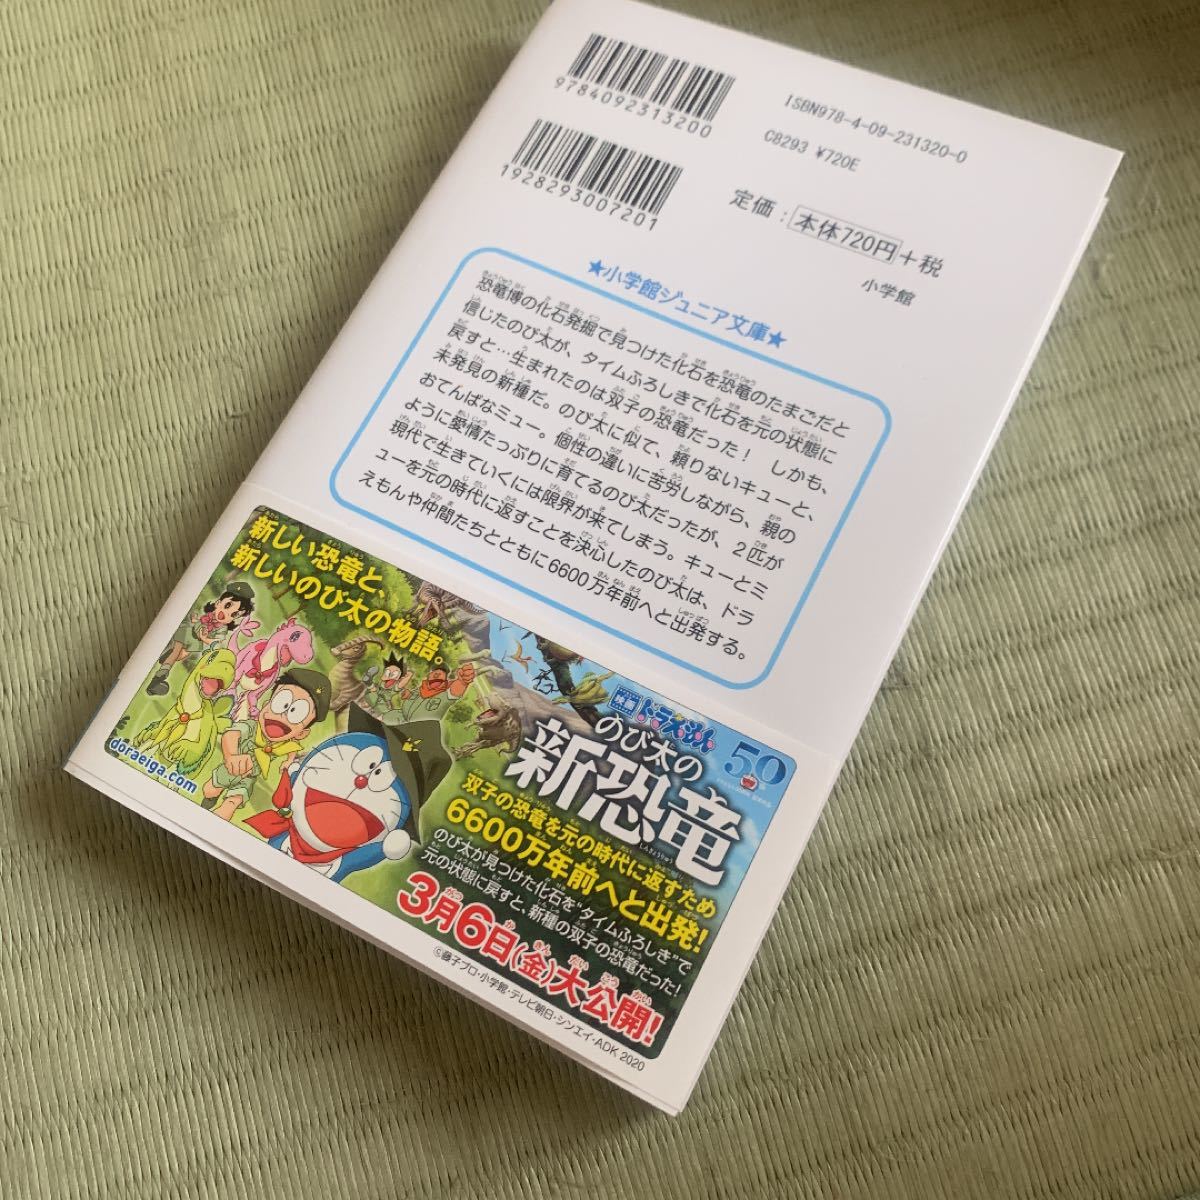 9784092313200
ISBN978-4-09-231320-0
C8293 ¥720E
1928293007201
定価：本体720円＋税
小学館
★小学館ジュニア文庫★
恐竜博の化石発掘で見つけた化石を恐竜のたまごだと
信じたのび太が、タイムふろしきで化石を元の状態に
戻すと…生まれたのは双子の恐竜だった！ しかも、
未発見の新種だ。のび太に似て、頼りないキューと、
おてんばなミュー。個性の違いに苦労しながら、親の
ように愛情たっぷりに育てるのび太だったが、2匹が
現代で生きていくには限界が来てしまう。キューとミ
ューを元の時代に返すことを決心したのび太は、ドラ
えもんや仲間たちとともに6600万年前へと出発する。
新しい恐竜と、
新しいのび太の物語。
doraeiga.com
映画ドラえもん
50
のび太の
新恐竜
しんきょうりゅう
双子の恐竜を元の時代に返すため
6600万年前へと出発!
のび太が見つけた化石を"タイムふろしき"で
元の状態に戻すと、新種の双子の恐竜だった!
3月6日(金)大公開!
©藤子プロ・小学館・テレビ朝日・シンエイ・ADK 2020